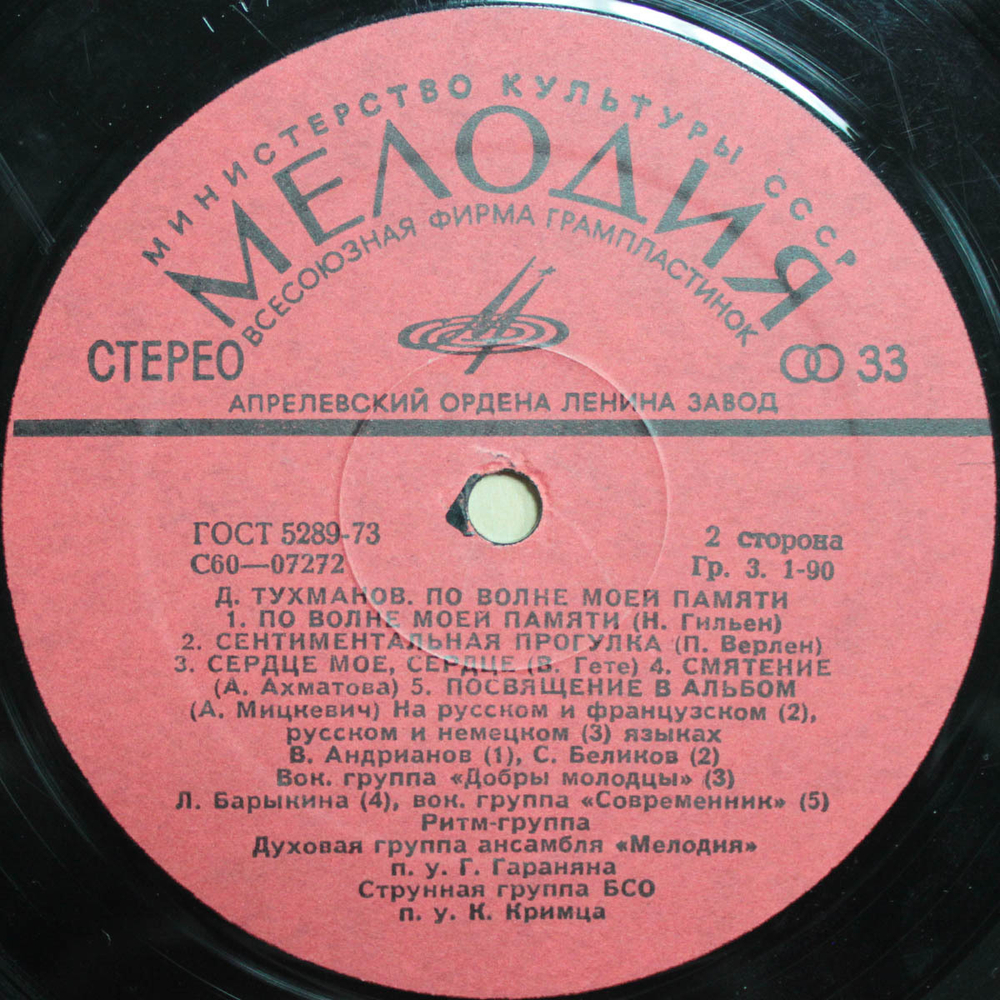 МИНИСТЕРСТВО КУЛЬТУРЫ СССР
МЕЛОДИЯ
ВСЕСОЮЗНАЯ ФИРМА ГРАМПЛАСТИНОК
СТЕРЕО 33
АПРЕЛЕВСКИЙ ОРДЕНА ЛЕНИНА ЗАВОД
ГОСТ 5289-73 2 сторона
С60—07272 Гр. 3. 1-90
Д. ТУХМАНОВ. ПО ВОЛНЕ МОЕЙ ПАМЯТИ
1. ПО ВОЛНЕ МОЕЙ ПАМЯТИ (Н. Гильен)
2. СЕНТИМЕНТАЛЬНАЯ ПРОГУЛКА (П. Верлен)
3. СЕРДЦЕ МОЕ, СЕРДЦЕ (В. Гете) 4. СМЯТЕНИЕ
(А. Ахматова) 5. ПОСВЯЩЕНИЕ В АЛЬБОМ
(А. Мицкевич) На русском и французском (2),
русском и немецком (3) языках
В. Андрианов (1), С. Беликов (2)
Вок. группа «Добры молодцы» (3)
Л. Барыкина (4), вок. группа «Современник» (5)
Ритм-группа
Духовая группа ансамбля «Мелодия»
п. у. Г. Гараняна
Струнная группа БСО
п. у. К. Кримца